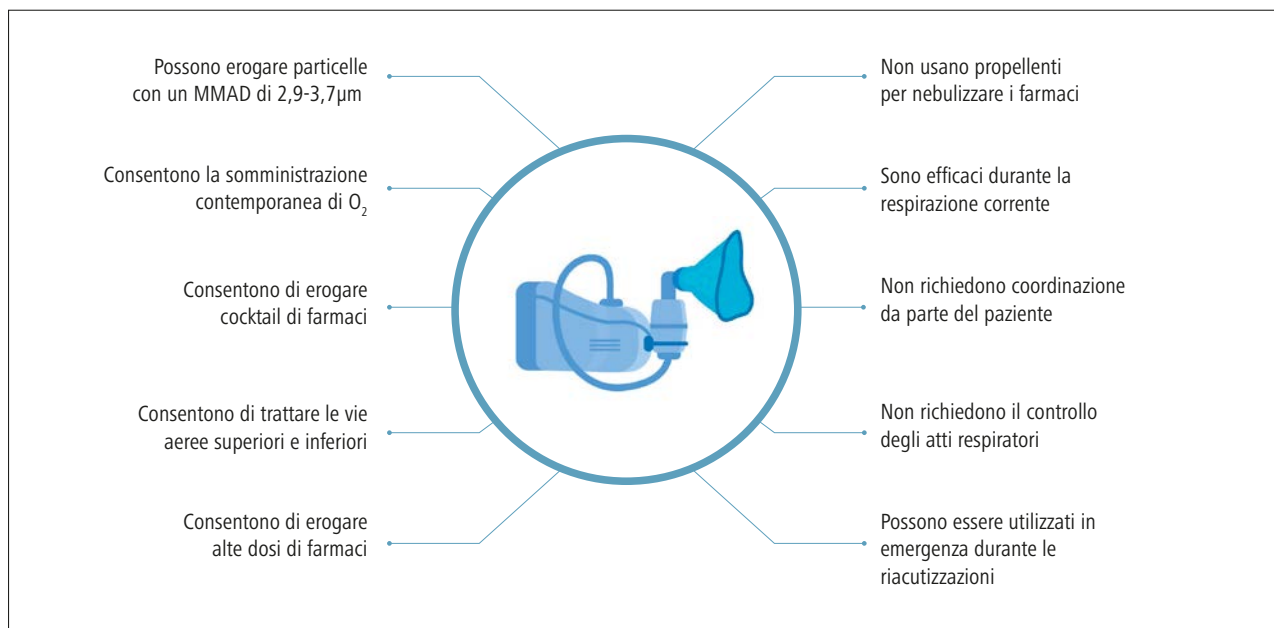 Possono erogare particelle
con un MMAD di 2,9-3,7µm
Consentono la somministrazione
contemporanea di O₂
Consentono di erogare
cocktail di farmaci
Consentono di trattare le vie
aeree superiori e inferiori
Consentono di erogare
alte dosi di farmaci
Non usano propellenti
per nebulizzare i farmaci
Sono efficaci durante la
respirazione corrente
Non richiedono coordinazione
da parte del paziente
Non richiedono il controllo
degli atti respiratori
Possono essere utilizzati in
emergenza durante le
riacutizzazioni